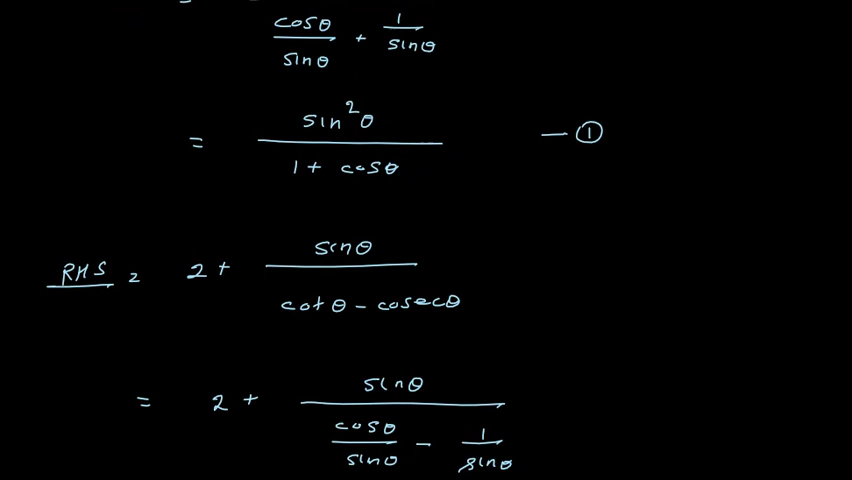 cosθ/sinθ + 1/sinθ
= sin²θ/(1 + cosθ) — ①
RHS = 2 + sinθ/(cotθ - cosecθ)
= 2 + sinθ/(cosθ/sinθ - 1/sinθ)